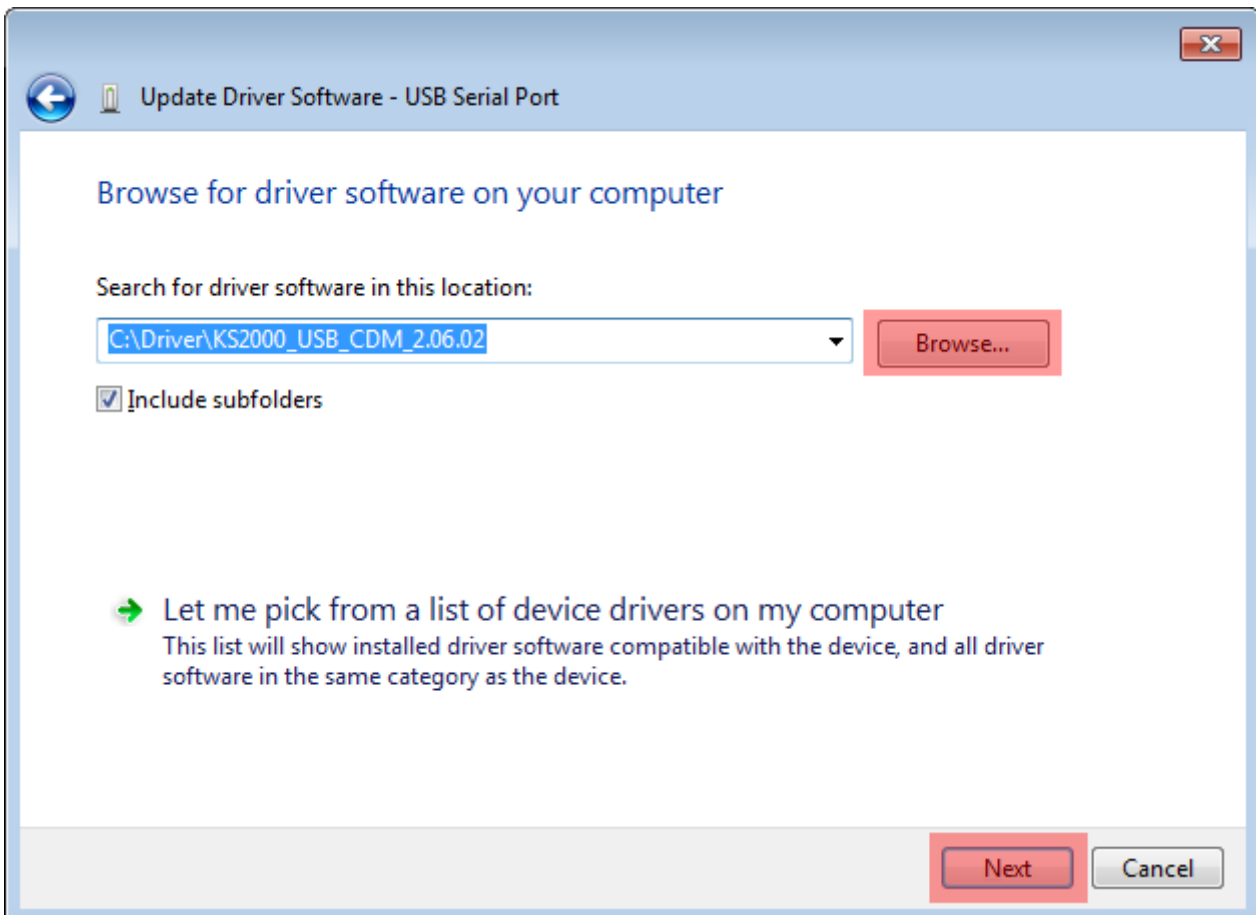 Update Driver Software - USB Serial Port
Browse for driver software on your computer
Search for driver software in this location:
C:\Driver\KS2000_USB_CDM_2.06.02
Browse...
Include subfolders
Let me pick from a list of device drivers on my computer
This list will show installed driver software compatible with the device, and all driver
software in the same category as the device.
Next
Cancel